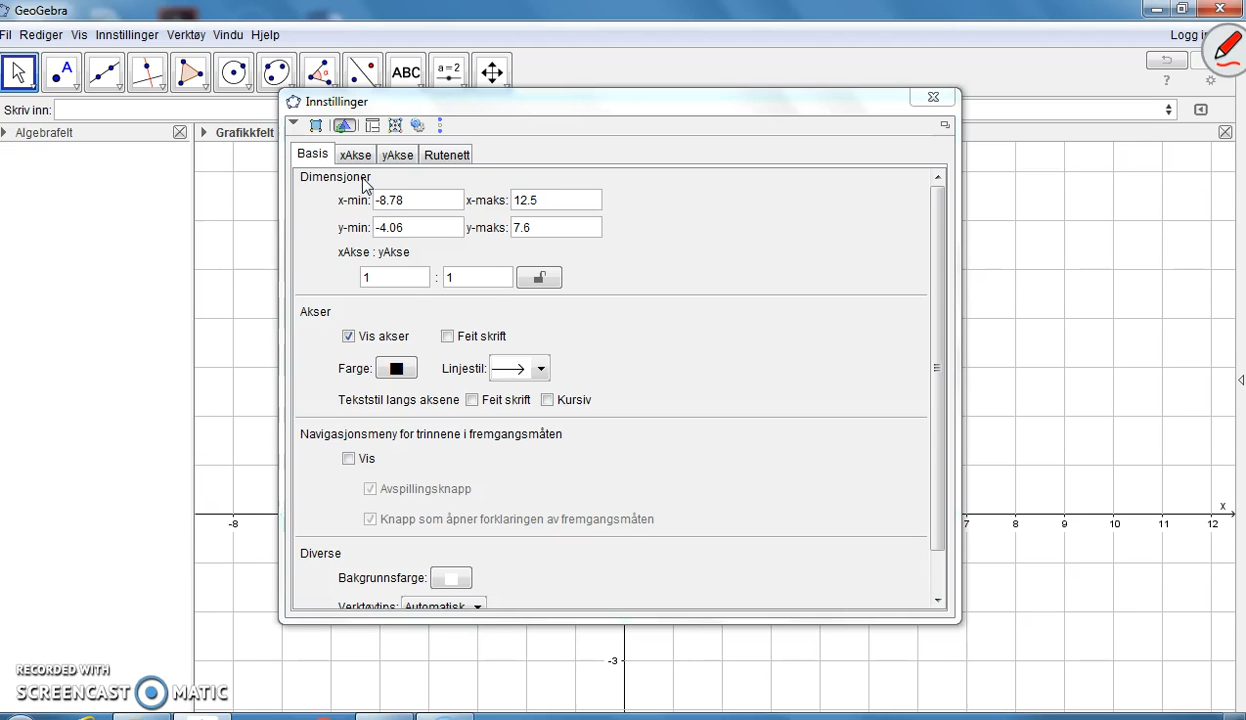 GeoGebra
Fil Rediger Vis Innstillinger Verktøy Vindu Hjelp
ABC a=2
Skriv inn:
Algebrafelt
Grafikkfelt
Innstillinger
Basis xAkse yAkse Rutenett
Dimensjoner
x-min: -8.78 x-maks: 12.5
y-min: -4.06 y-maks: 7.6
xAkse : yAkse
1 : 1
Akser
Vis akser Feit skrift
Farge: Linjestil:
Tekststil langs aksene Feit skrift Kursiv
Navigasjonsmeny for trinnene i fremgangsmåten
Vis
Avspillingsknapp
Knapp som åpner forklaringen av fremgangsmåten
Diverse
Bakgrunnsfarge:
Verktøytips: Automatisk
x
-8 7 8 9 10 11 12
-3
RECORDED WITH
SCREENCAST MATIC